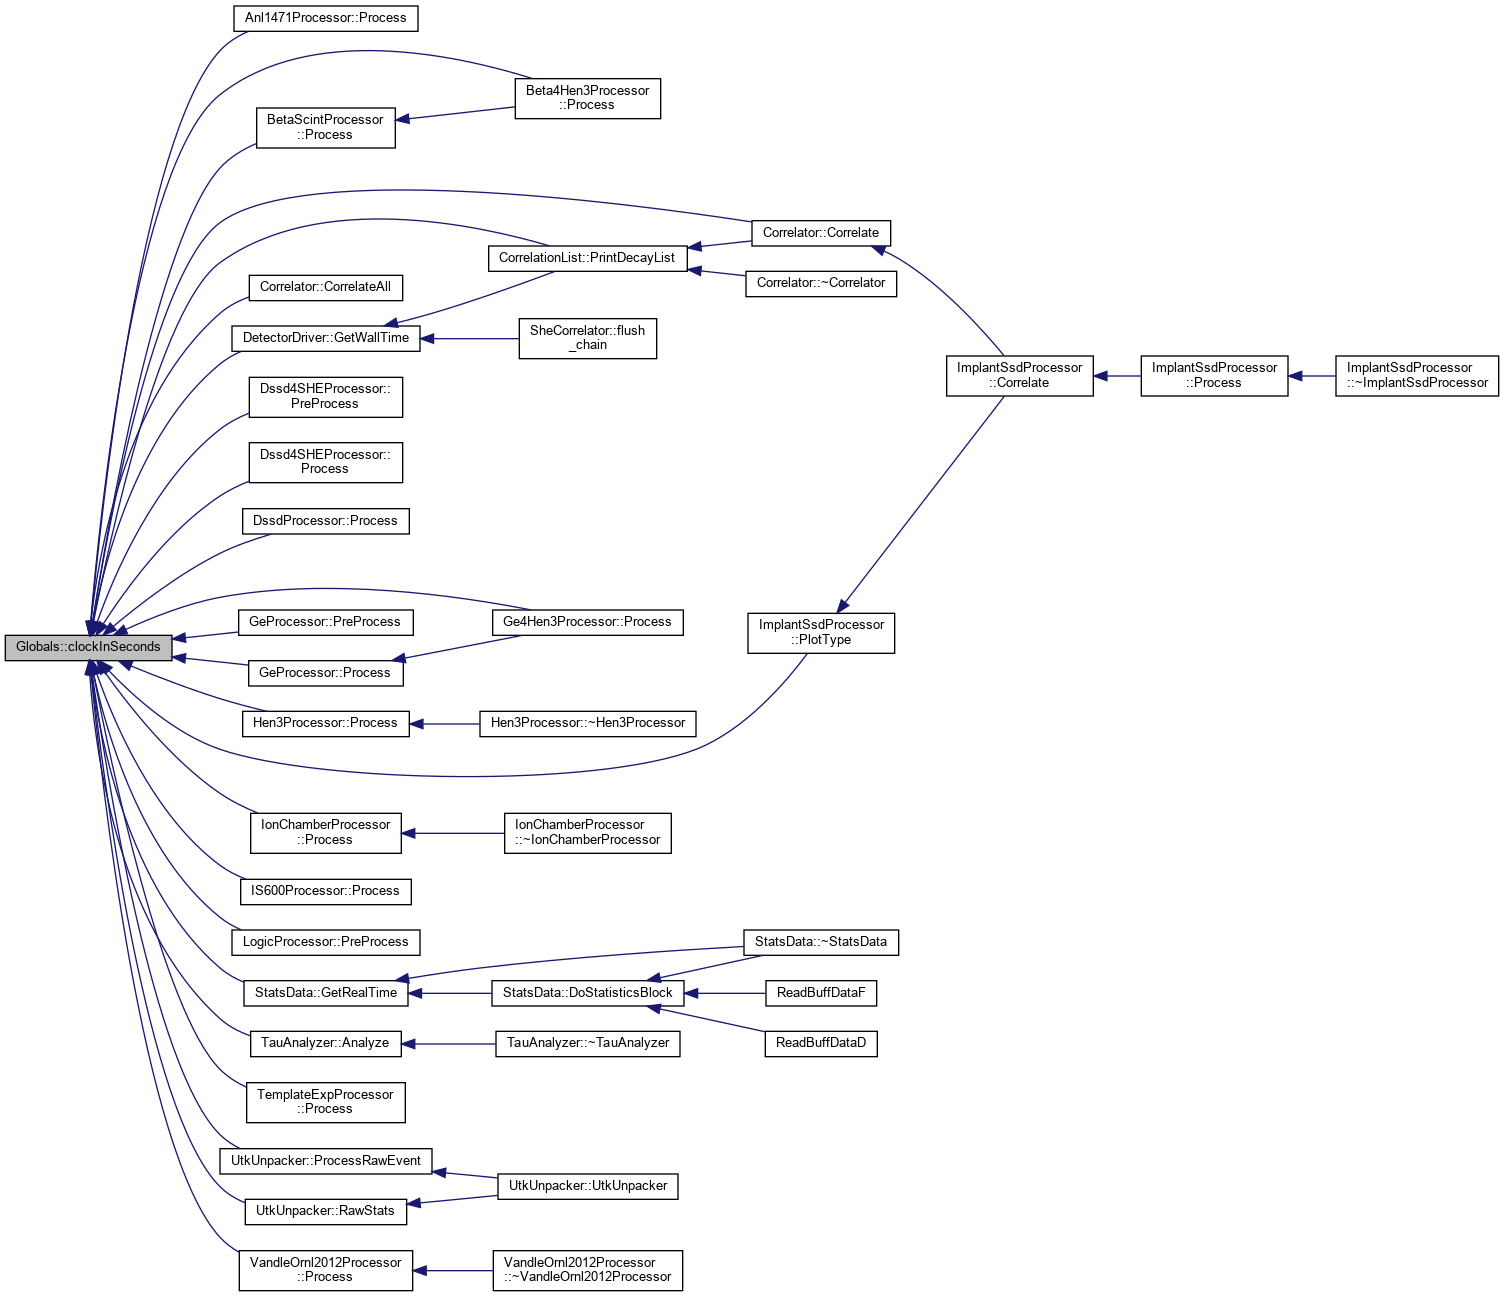 Anl1471Processor::Process
Beta4Hen3Processor
::Process
BetaScintProcessor
::Process
Correlator::Correlate
CorrelationList::PrintDecayList
Correlator::~Correlator
Correlator::CorrelateAll
DetectorDriver::GetWallTime
SheCorrelator::flush
_chain
ImplantSsdProcessor
::Correlate
ImplantSsdProcessor
::Process
ImplantSsdProcessor
::~ImplantSsdProcessor
Dssd4SHEProcessor::
PreProcess
Dssd4SHEProcessor::
Process
DssdProcessor::Process
GeProcessor::PreProcess
Ge4Hen3Processor::Process
ImplantSsdProcessor
::PlotType
Globals::clockInSeconds
GeProcessor::Process
Hen3Processor::Process
Hen3Processor::~Hen3Processor
IonChamberProcessor
::Process
IonChamberProcessor
::~IonChamberProcessor
IS600Processor::Process
LogicProcessor::PreProcess
StatsData::~StatsData
StatsData::GetRealTime
StatsData::DoStatisticsBlock
ReadBuffDataF
TauAnalyzer::Analyze
TauAnalyzer::~TauAnalyzer
ReadBuffDataD
TemplateExpProcessor
::Process
UtkUnpacker::ProcessRawEvent
UtkUnpacker::UtkUnpacker
UtkUnpacker::RawStats
VandleOrnl2012Processor
::Process
VandleOrnl2012Processor
::~VandleOrnl2012Processor